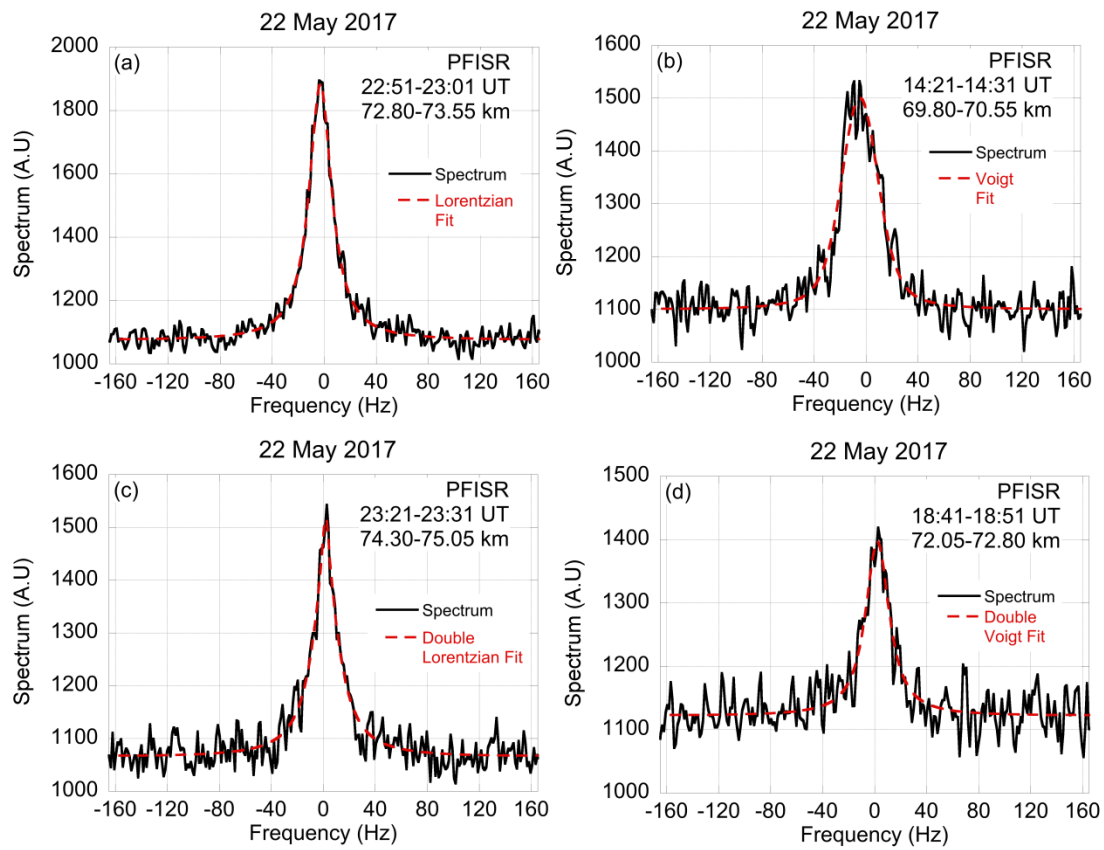 22 May 2017
(a)
PFISR
22:51-23:01 UT
72.80-73.55 km
Spectrum
Lorentzian
Fit
Spectrum (A.U)
2000
1800
1600
1400
1200
1000
-160 -120 -80 -40 0 40 80 120 160
Frequency (Hz)
22 May 2017
(b)
PFISR
14:21-14:31 UT
69.80-70.55 km
Spectrum
Voigt
Fit
Spectrum (A.U)
1600
1500
1400
1300
1200
1100
1000
-160 -120 -80 -40 0 40 80 120 160
Frequency (Hz)
22 May 2017
(c)
PFISR
23:21-23:31 UT
74.30-75.05 km
Spectrum
Double
Lorentzian Fit
Spectrum (A.U)
1600
1500
1400
1300
1200
1100
1000
-160 -120 -80 -40 0 40 80 120 160
Frequency (Hz)
22 May 2017
(d)
PFISR
18:41-18:51 UT
72.05-72.80 km
Spectrum
Double
Voigt Fit
Spectrum (A.U)
1500
1400
1300
1200
1100
1000
-160 -120 -80 -40 0 40 80 120 160
Frequency (Hz)